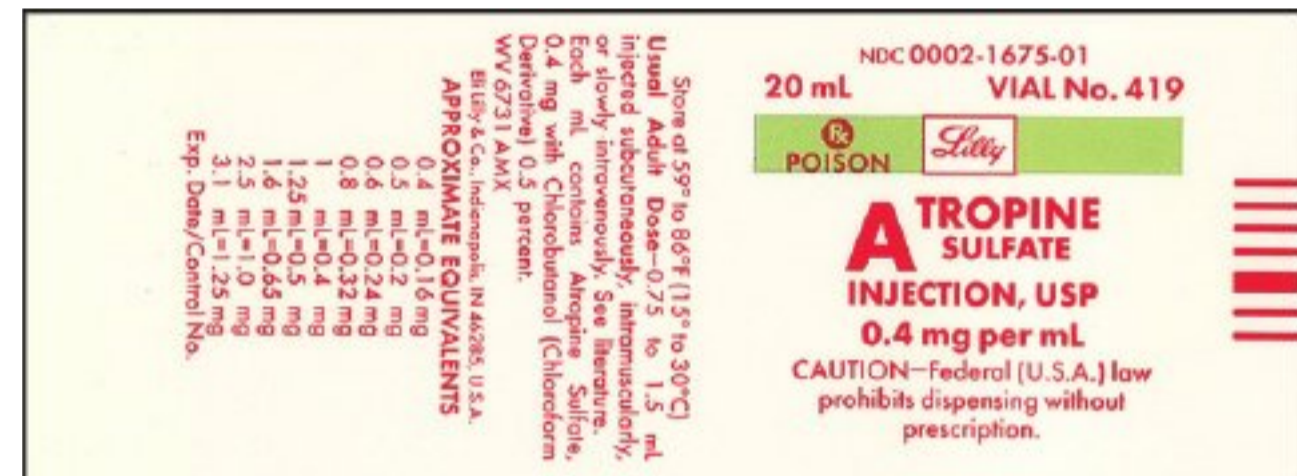 NDC 0002-1675-01
20 mL VIAL No. 419
Rx
POISON
Lilly
ATROPINE
SULFATE
INJECTION, USP
0.4 mg per mL
CAUTION—Federal (U.S.A.) law
prohibits dispensing without
prescription.
Store at 59° to 86°F (15° to 30°C)
Usual Adult Dose—0.75 to 1.5 mL
injected subcutaneously, intramuscularly,
or slowly intravenously. See literature.
Each mL contains Atropine Sulfate,
0.4 mg with Chlorobutanol (Chloroform
Derivative) 0.5 percent.
WV 6731 AMX
Eli Lilly & Co., Indianapolis, IN 46285, U.S.A.
APPROXIMATE EQUIVALENTS
0.4 mL=0.16 mg
0.5 mL=0.2 mg
0.6 mL=0.24 mg
0.8 mL=0.32 mg
1 mL=0.4 mg
1.25 mL=0.5 mg
1.6 mL=0.65 mg
2.5 mL=1.0 mg
3.1 mL=1.25 mg
Exp. Date/Control No.